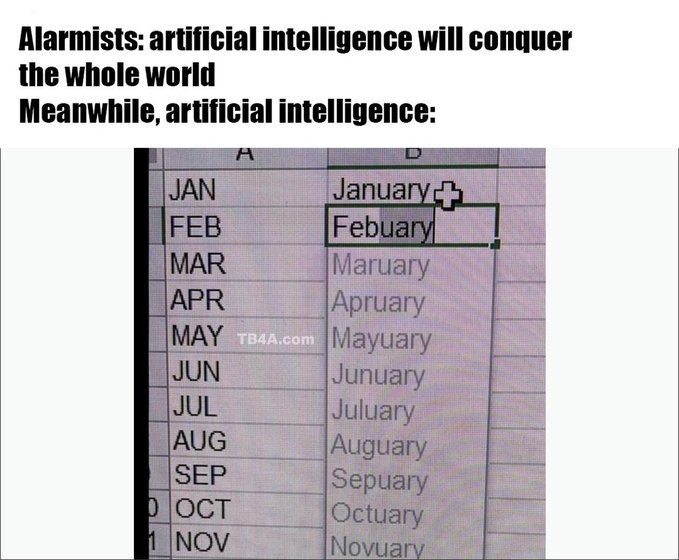 Alarmists: artificial intelligence will conquer
the whole world
Meanwhile, artificial intelligence:
A B
JAN January
FEB Febuary
MAR Maruary
APR Apruary
MAY TB4A.com Mayuary
JUN Junuary
JUL Juluary
AUG Auguary
SEP Sepuary
0 OCT Octuary
1 NOV Novuary